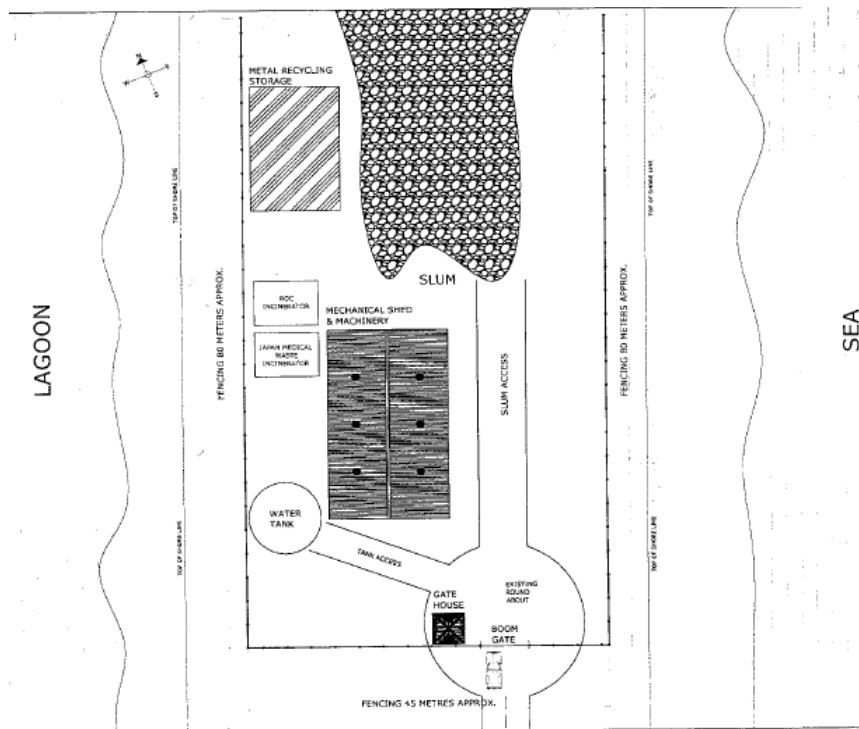 METAL RECYCLING
STORAGE
TOP OF SHORE LINE
TOP OF SHORE LINE
SLUM
ROC
INCINERATOR
MECHANICAL SHED
& MACHINERY
JAPAN MEDICAL
WASTE
INCINERATOR
LAGOON
FENCING 80 METERS APPROX.
SLUM ACCESS
FENCING 80 METERS APPROX.
SEA
WATER
TANK
TANK ACCESS
TOP OF SHORE LINE
TOP OF SHORE LINE
EXISTING
ROUND
ABOUT
GATE
HOUSE
BOOM
GATE
FENCING 45 METRES APPROX.